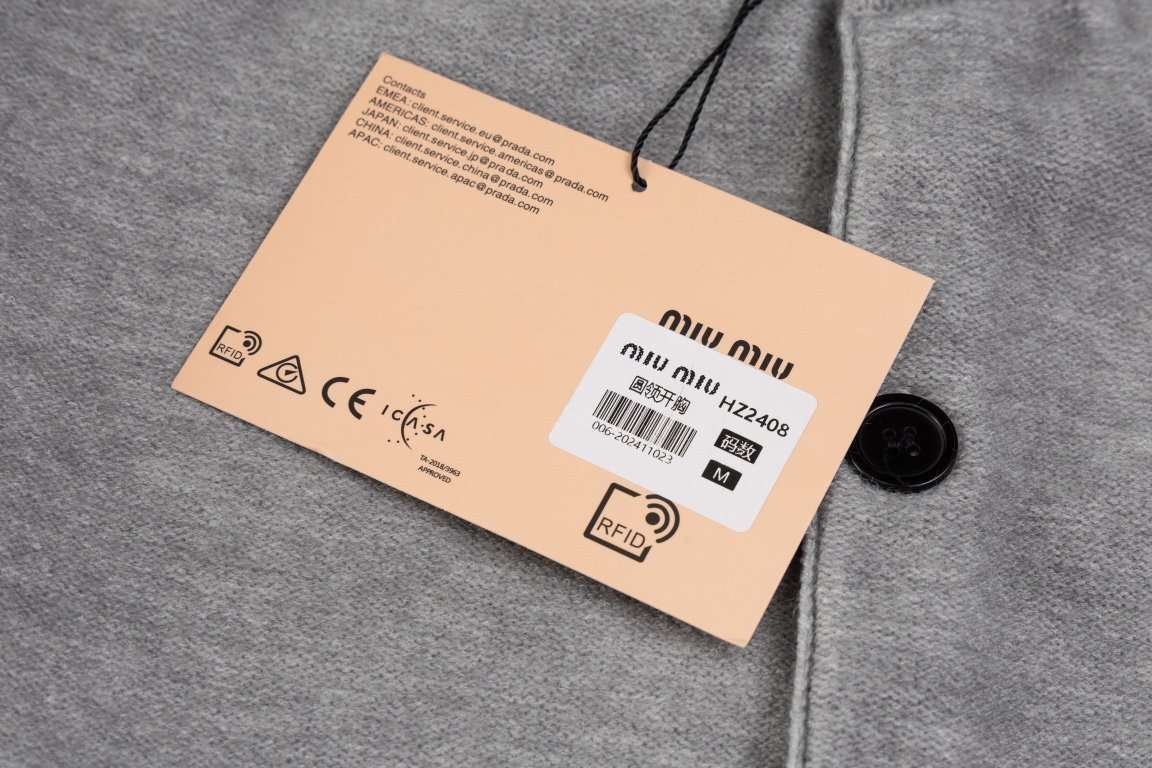 Contacts
EMEA: client.service.eu@prada.com
AMERICAS: client.service.americas@prada.com
JAPAN: client.service.jp@prada.com
CHINA: client.service.china@prada.com
APAC: client.service.apac@prada.com
MIU MIU
MIU MIU
圆领开胸 HZ2408
006-202411023
码数
M
RFID
CE
ICASA
TA-2018/3963
APPROVED
RFID